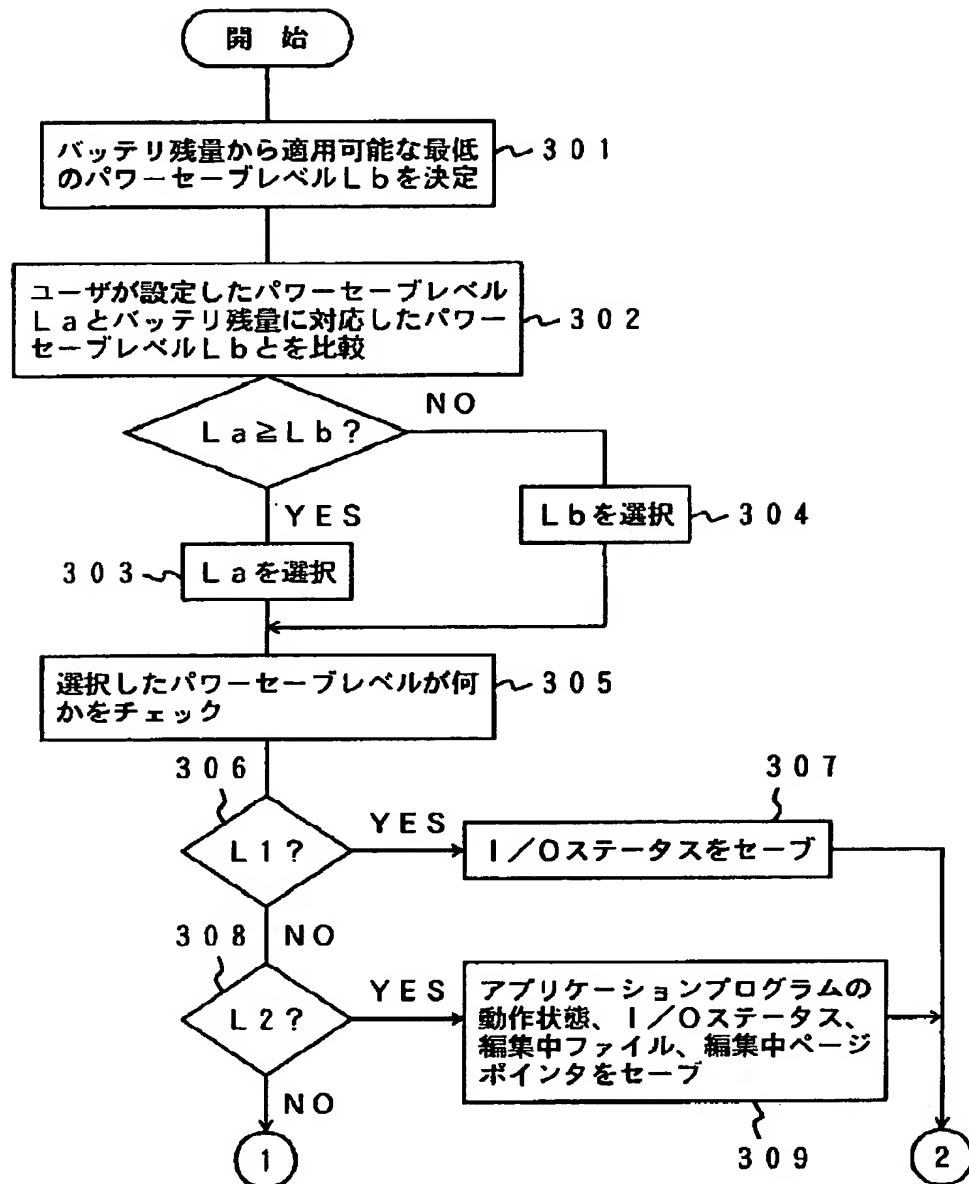 開 始
バッテリ残量から適用可能な最低
のパワーセーブレベルLbを決定
301
ユーザが設定したパワーセーブレベル
Laとバッテリ残量に対応したパワー
セーブレベルLbとを比較
302
La≧Lb?
NO
YES
Lbを選択
304
303
Laを選択
選択したパワーセーブレベルが何
かをチェック
305
306
L1?
YES
307
I/Oステータスをセーブ
NO
308
L2?
YES
アプリケーションプログラムの
動作状態、I/Oステータス、
編集中ファイル、編集中ページ
ポインタをセーブ
309
NO
1
2